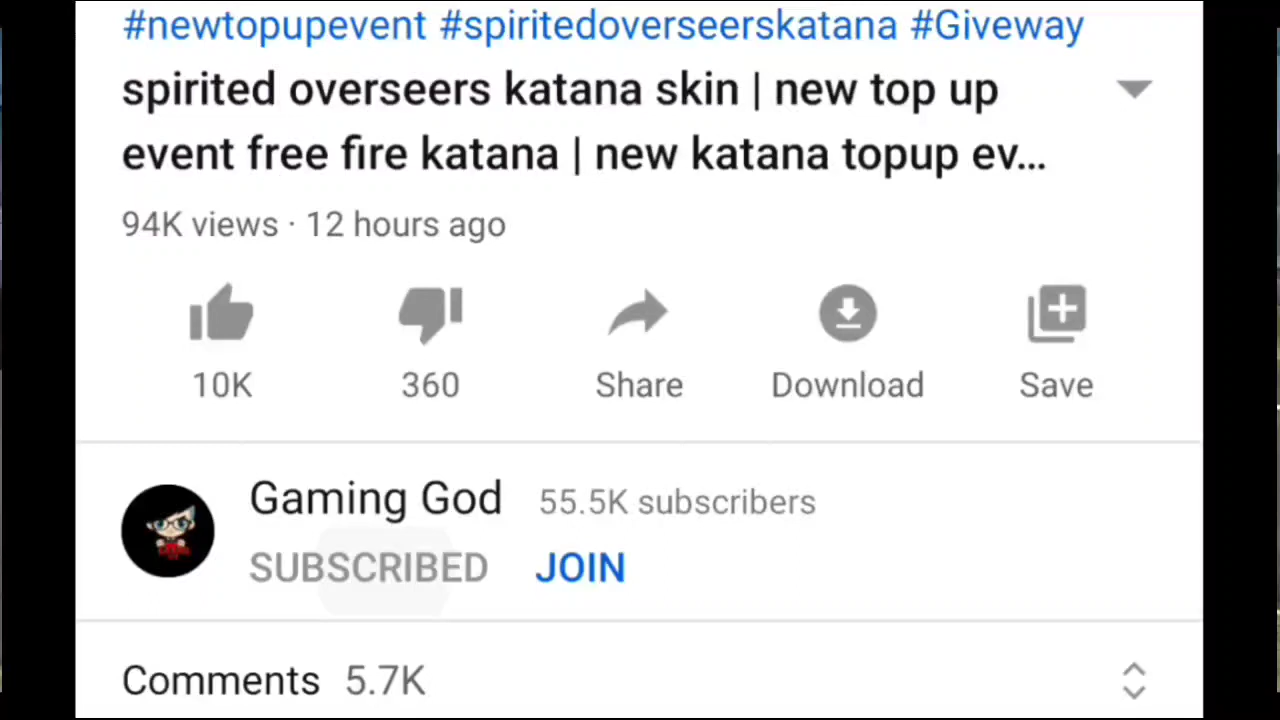 #newtopupevent #spiritedoverseerskatana #Giveway
spirited overseers katana skin | new top up
event free fire katana | new katana topup ev...
94K views · 12 hours ago
10K 360 Share Download Save
Gaming God 55.5K subscribers
SUBSCRIBED JOIN
Comments 5.7K